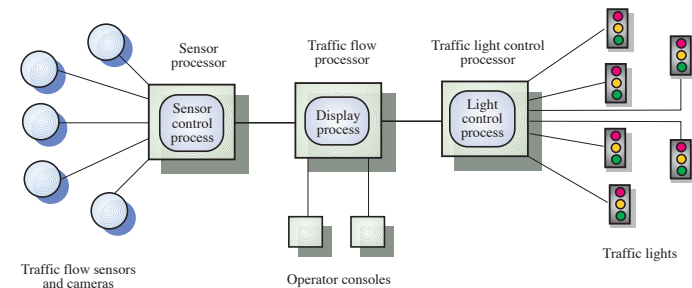 Sensor
processor
Traffic flow
processor
Traffic light control
processor
Sensor
control
process
Display
process
Light
control
process
Traffic flow sensors
and cameras
Operator consoles
Traffic lights